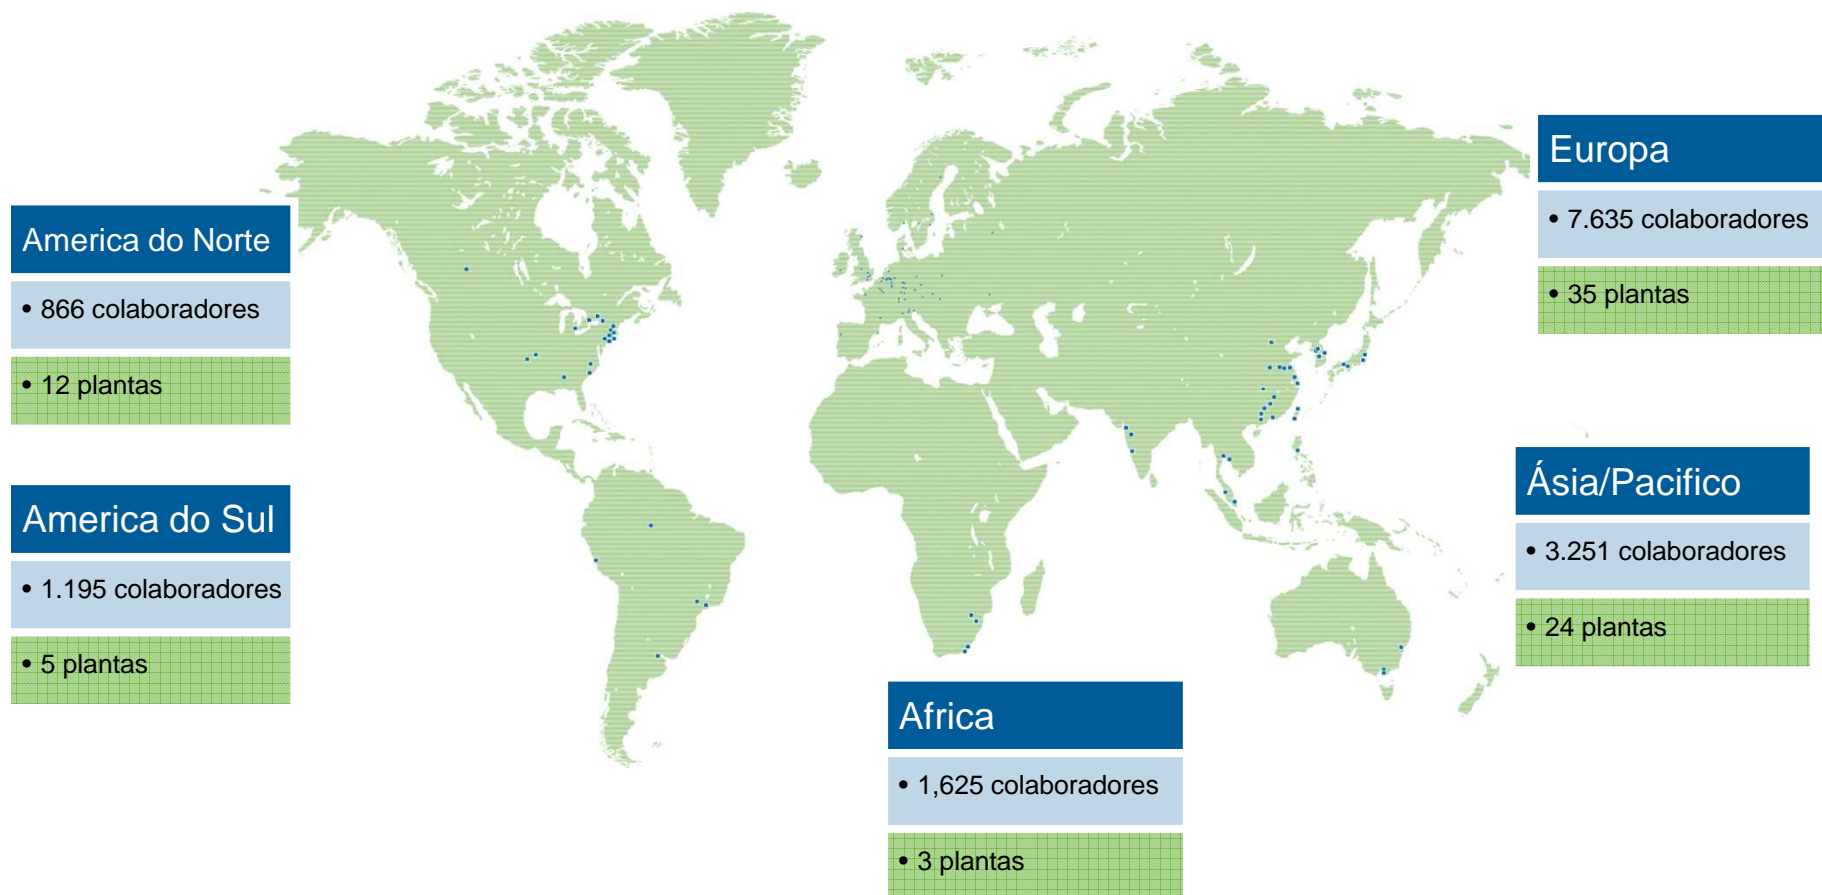 America do Norte
• 866 colaboradores
• 12 plantas
America do Sul
• 1.195 colaboradores
• 5 plantas
Africa
• 1,625 colaboradores
• 3 plantas
Europa
• 7.635 colaboradores
• 35 plantas
Ásia/Pacifico
• 3.251 colaboradores
• 24 plantas